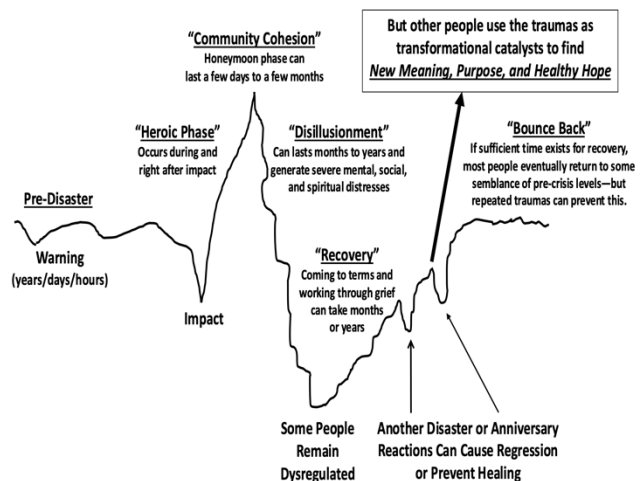 “Community Cohesion”
Honeymoon phase can
last a few days to a few months
But other people use the traumas as
transformational catalysts to find
New Meaning, Purpose, and Healthy Hope
“Heroic Phase”
Occurs during and
right after impact
“Disillusionment”
Can lasts months to years and
generate severe mental, social,
and spiritual distresses
“Bounce Back”
If sufficient time exists for recovery,
most people eventually return to some
semblance of pre-crisis levels—but
repeated traumas can prevent this.
Pre-Disaster
Warning
(years/days/hours)
Impact
“Recovery”
Coming to terms and
working through grief
can take months
or years
Some People
Remain
Dysregulated
Another Disaster or Anniversary
Reactions Can Cause Regression
or Prevent Healing